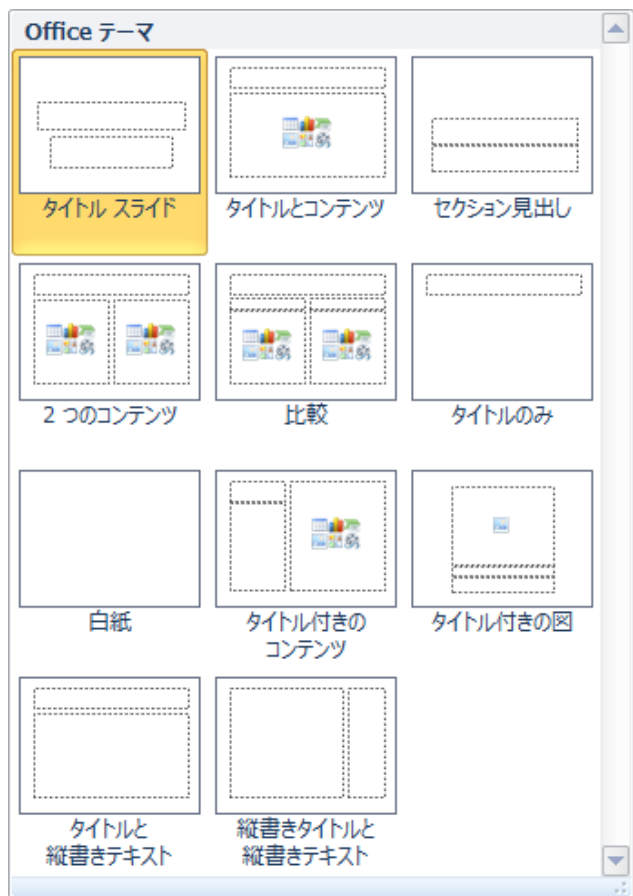 Office テーマ
タイトル スライド
タイトルとコンテンツ
セクション見出し
2 つのコンテンツ
比較
タイトルのみ
白紙
タイトル付きの
コンテンツ
タイトル付きの図
タイトルと
縦書きテキスト
縦書きタイトルと
縦書きテキスト